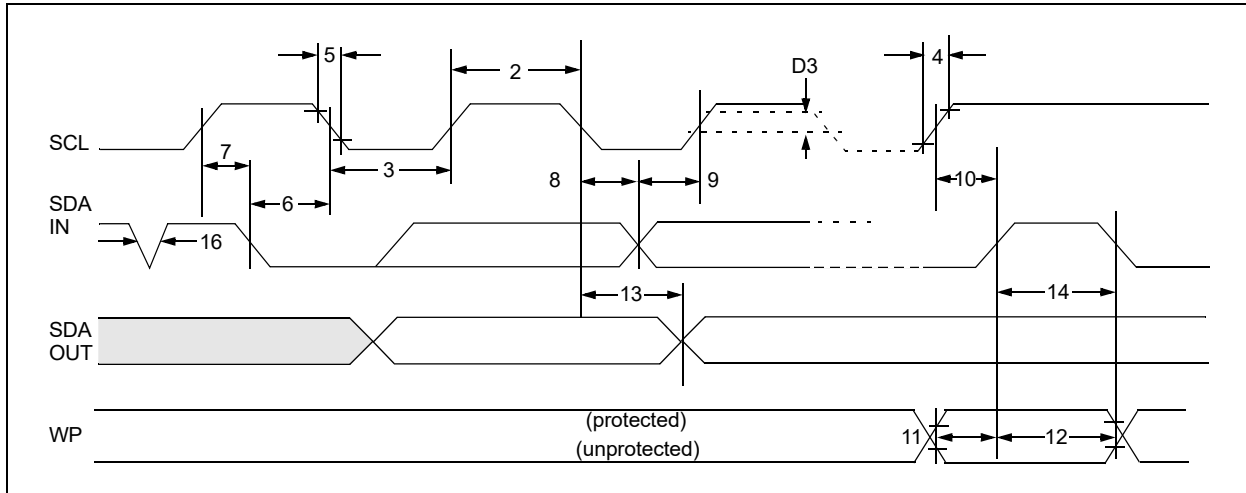 5
4
2
D3
SCL
7
3
8
9
10
6
SDA
IN
16
13
14
SDA
OUT
(protected)
WP
11
12
(unprotected)